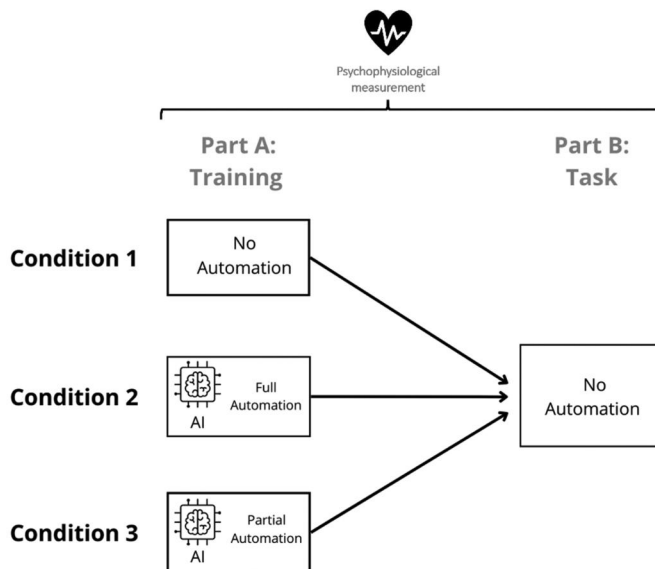 Psychophysiological
measurement
Part A:
Training
Part B:
Task
Condition 1
No
Automation
Condition 2
AI
Full
Automation
No
Automation
Condition 3
AI
Partial
Automation